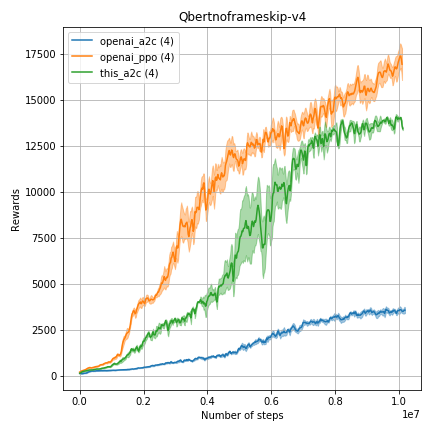 Qbertnoframeskip-v4
openai_a2c (4)
openai_ppo (4)
this_a2c (4)
Rewards
17500
15000
12500
10000
7500
5000
2500
0
0.0 0.2 0.4 0.6 0.8 1.0
1e7
Number of steps